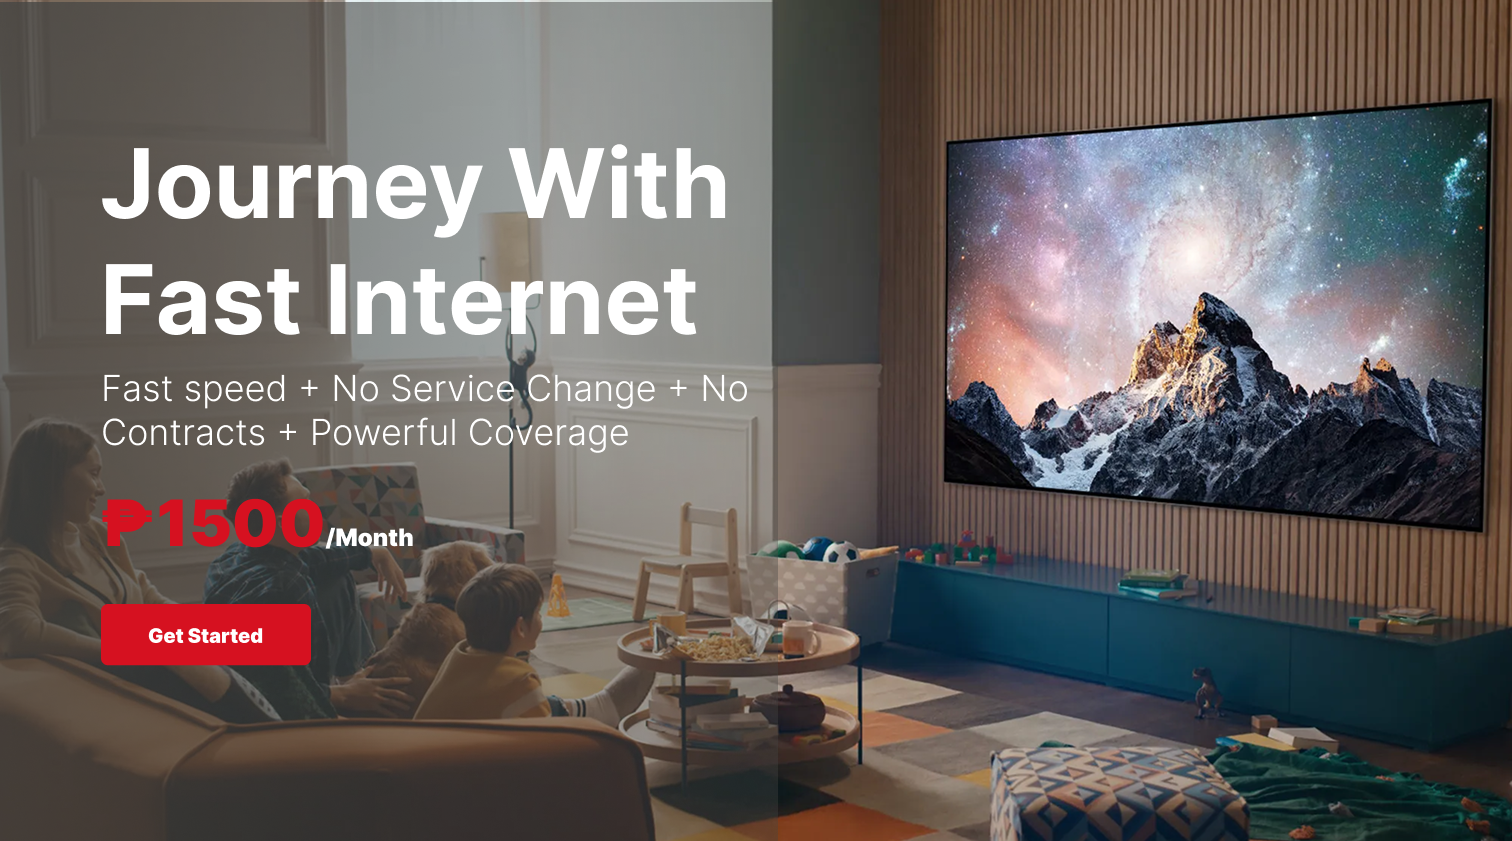 Journey With
Fast Internet
Fast speed + No Service Change + No
Contracts + Powerful Coverage
₱1500/Month
Get Started